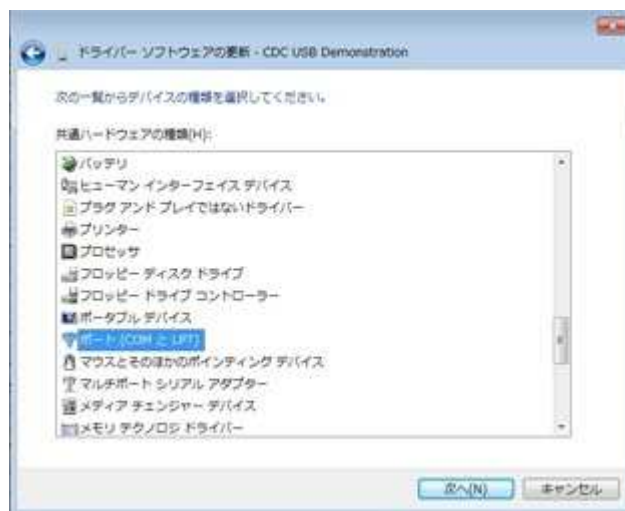 ドライバー ソフトウェアの更新 - CDC USB Demonstration
次の一覧からデバイスの種類を選択してください。
共通ハードウェアの種類(H):
バッテリ
ヒューマン インターフェイス デバイス
プラグ アンド プレイではないドライバー
プリンター
プロセッサ
フロッピー ディスク ドライブ
フロッピー ドライブ コントローラー
ポータブル デバイス
ポート (COM と LPT)
マウスとそのほかのポインティング デバイス
マルチポート シリアル アダプター
メディア チェンジャー デバイス
メモリ テクノロジ ドライバー
次へ(N)
キャンセル